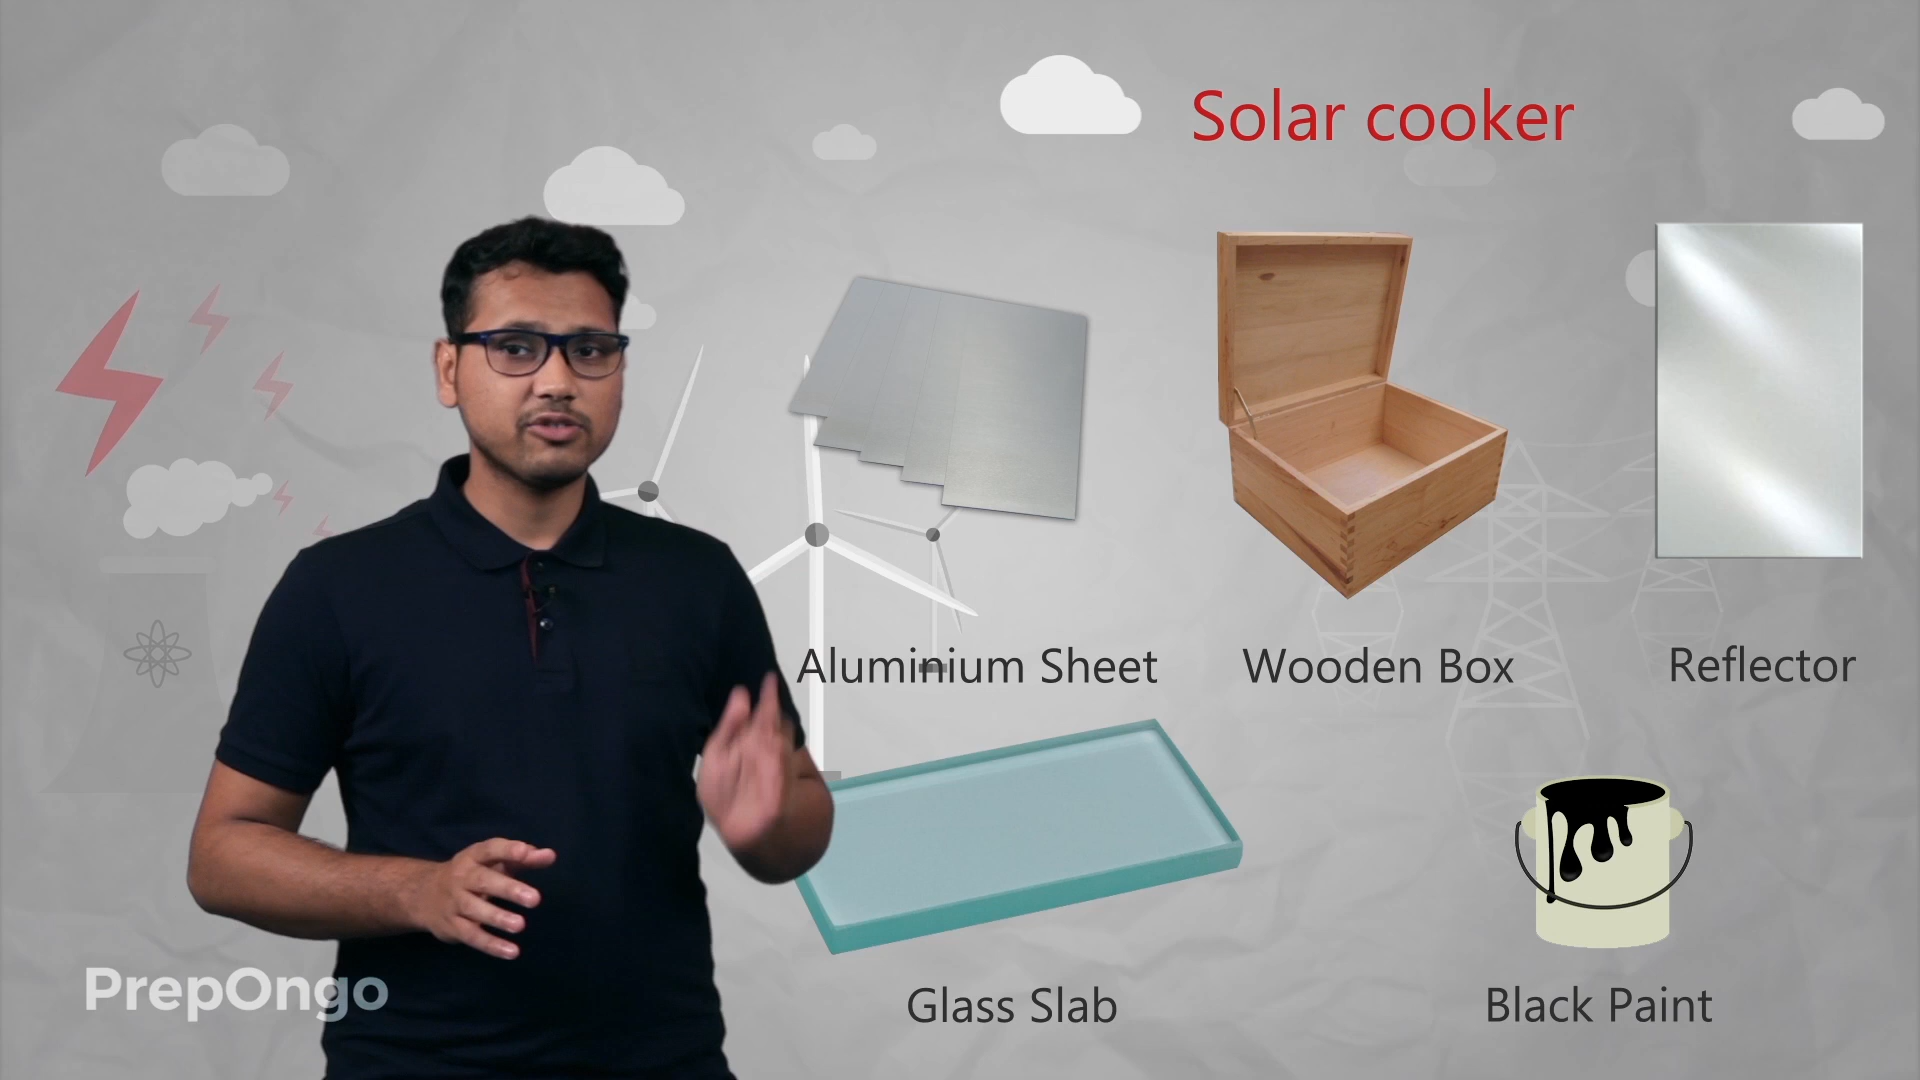 Solar cooker
Aluminium Sheet
Wooden Box
Reflector
Glass Slab
Black Paint
PrepOngo